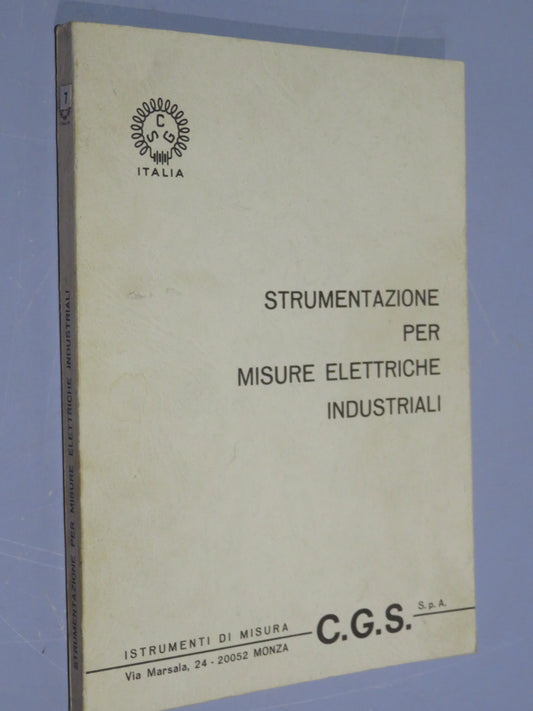 C
S G
ITALIA
STRUMENTAZIONE
PER
MISURE ELETTRICHE
INDUSTRIALI
ISTRUMENTI DI MISURA
C.G.S. S.p.A.
Via Marsala, 24 - 20052 MONZA
7
STRUMENTAZIONE PER MISURE ELETTRICHE INDUSTRIALI